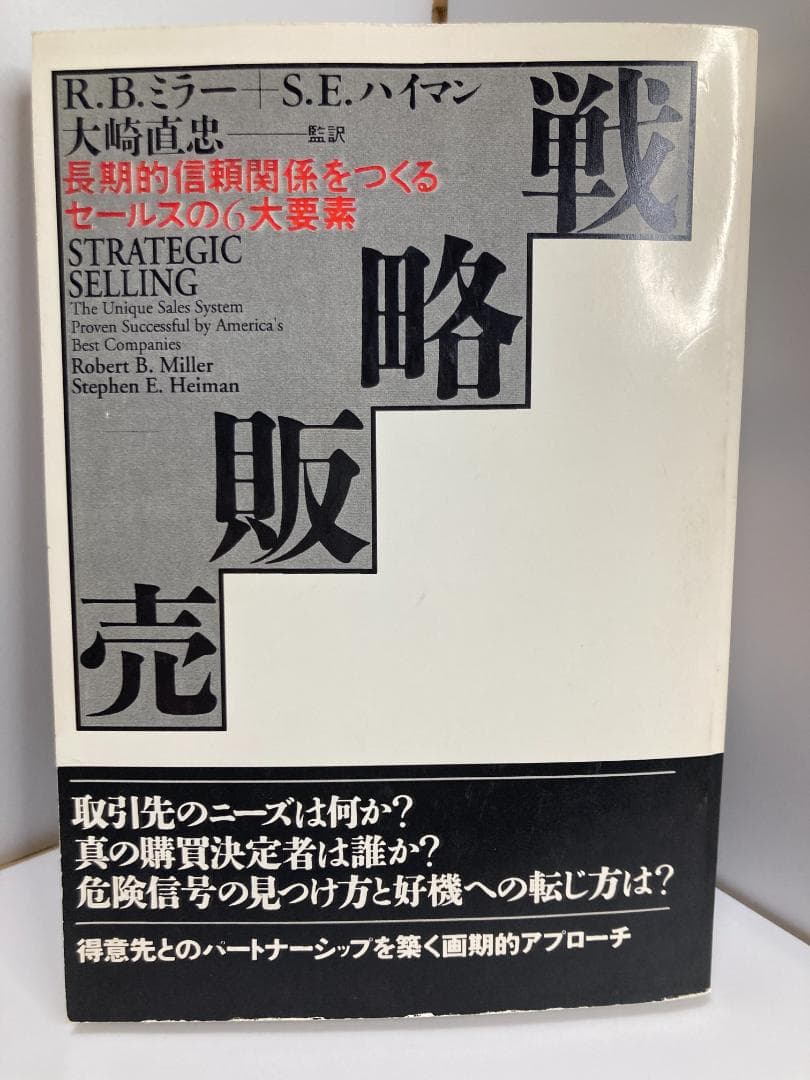 R.B.ミラー+S.E.ハイマン
大崎直忠――監訳
長期的信頼関係をつくる
セールスの6大要素
STRATEGIC
SELLING
The Unique Sales System
Proven Successful by America's
Best Companies
Robert B. Miller
Stephen E. Heiman
戦略販売
取引先のニーズは何か?
真の購買決定者は誰か?
危険信号の見つけ方と好機への転じ方は?
得意先とのパートナーシップを築く画期的アプローチ